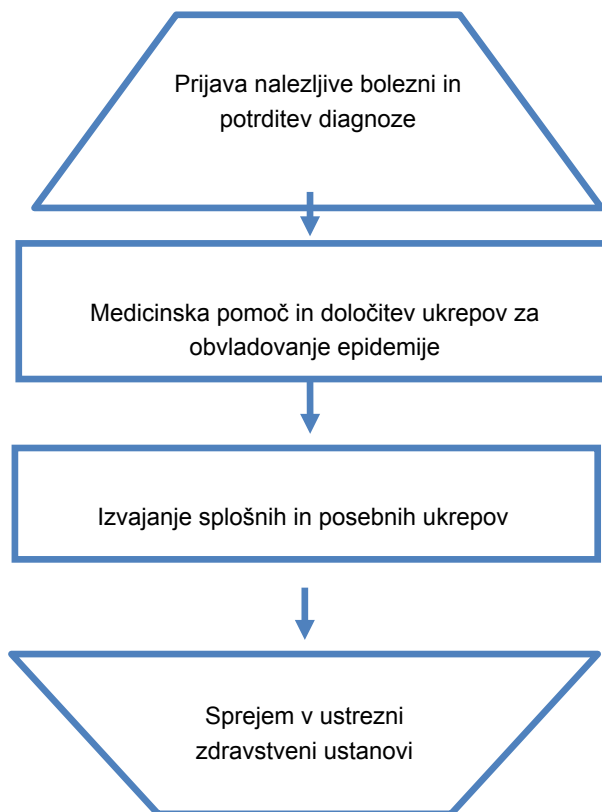 Prijava nalezljive bolezni in
potrditev diagnoze
Medicinska pomoč in določitev ukrepov za
obvladovanje epidemije
Izvajanje splošnih in posebnih ukrepov
Sprejem v ustrezni
zdravstveni ustanovi